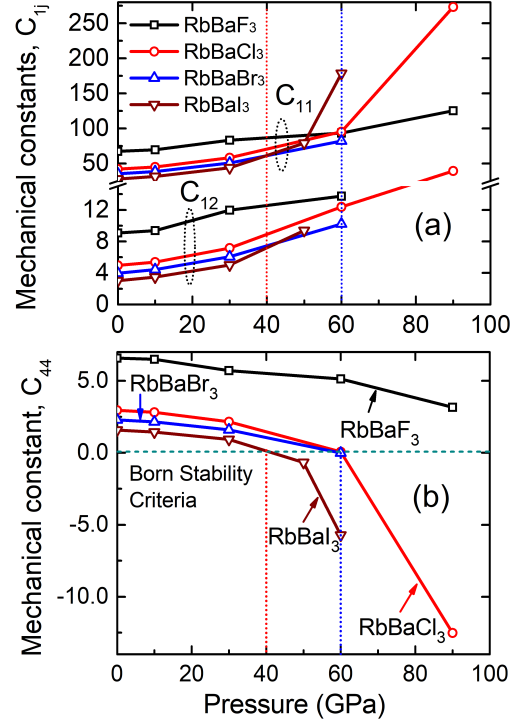 Mechanical constants, C₁ⱼ
250
200
150
100
50
12
8
4
0
RbBaF₃
RbBaCl₃
RbBaBr₃
RbBaI₃
C₁₁
C₁₂
(a)
0 20 40 60 80 100
Mechanical constant, C₄₄
5.0
0.0
-5.0
-10.0
RbBaBr₃
RbBaF₃
Born Stability
Criteria
(b)
RbBaI₃
RbBaCl₃
0 20 40 60 80 100
Pressure (GPa)